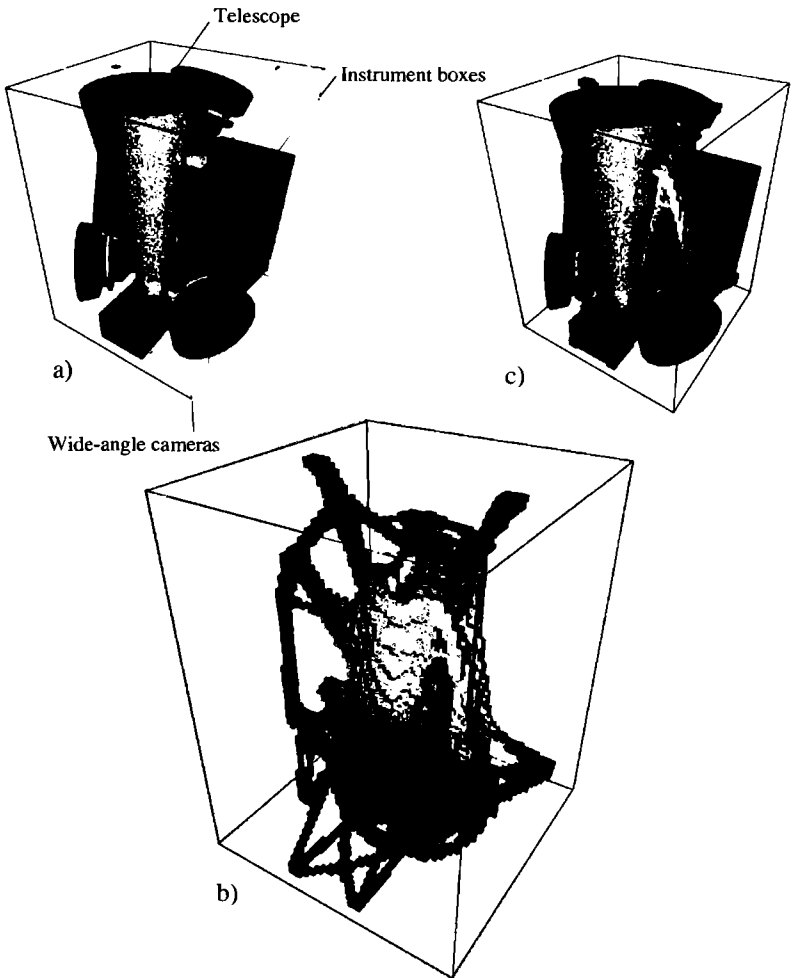 Telescope
Instrument boxes
a)
c)
Wide-angle cameras
b)